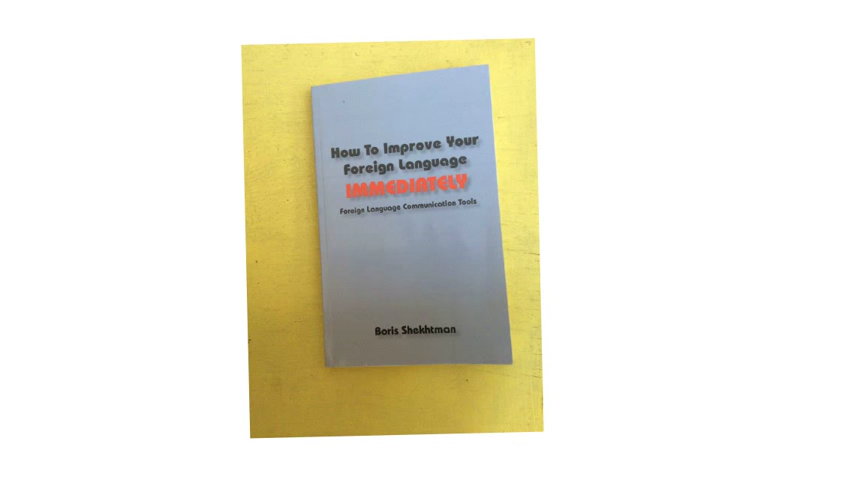 How To Improve Your
Foreign Language
IMMEDIATELY
Foreign Language Communication Tools
Boris Shekhtman